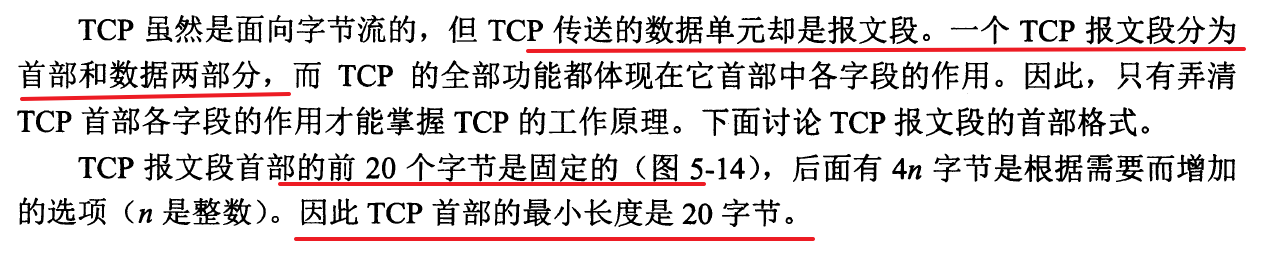 TCP 虽然是面向字节流的，但 TCP 传送的数据单元却是报文段。一个 TCP 报文段分为
首部和数据两部分，而 TCP 的全部功能都体现在它首部中各字段的作用。因此，只有弄清
TCP 首部各字段的作用才能掌握 TCP 的工作原理。下面讨论 TCP 报文段的首部格式。
TCP 报文段首部的前 20 个字节是固定的（图 5-14），后面有 4n 字节是根据需要而增加
的选项（n 是整数）。因此 TCP 首部的最小长度是 20 字节。